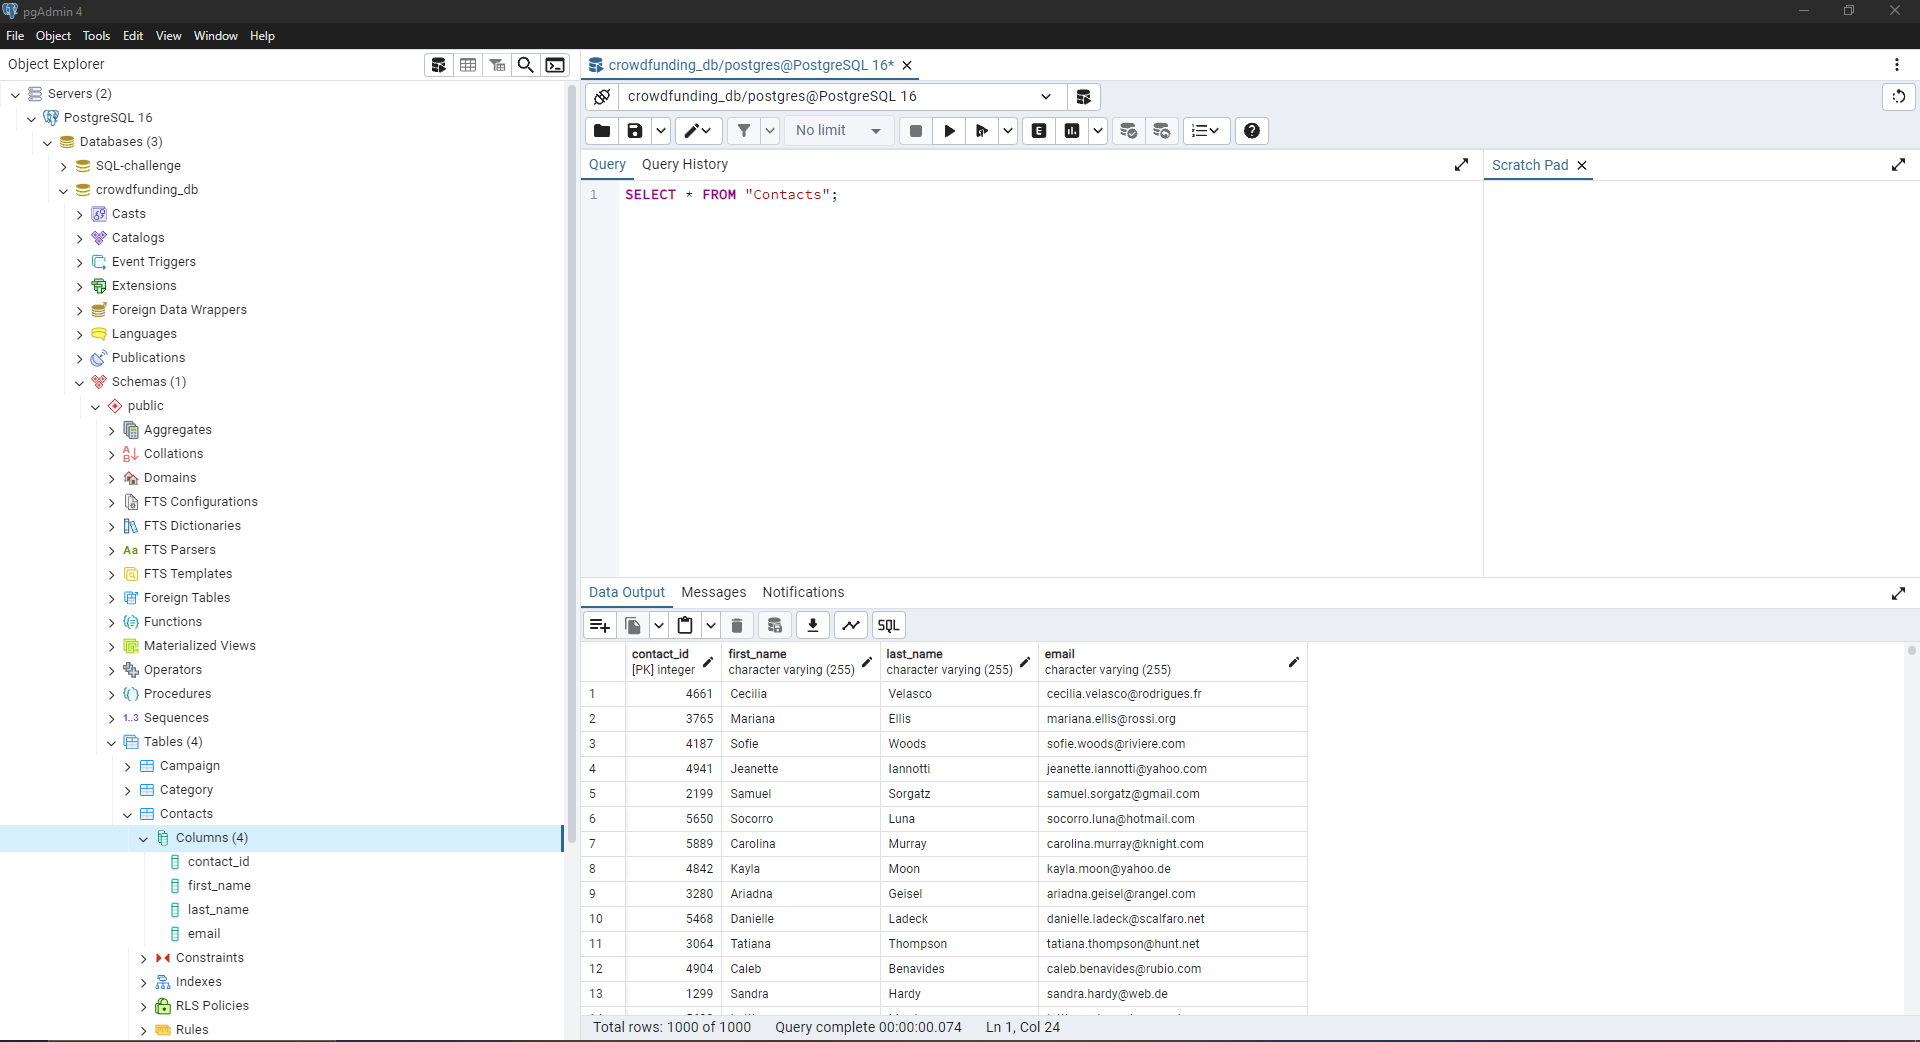 pgAdmin 4
File Object Tools Edit View Window Help
Object Explorer
Servers (2)
PostgreSQL 16
Databases (3)
SQL-challenge
crowdfunding_db
Casts
Catalogs
Event Triggers
Extensions
Foreign Data Wrappers
Languages
Publications
Schemas (1)
public
Aggregates
Collations
Domains
FTS Configurations
FTS Dictionaries
Aa FTS Parsers
FTS Templates
Foreign Tables
Functions
Materialized Views
Operators
Procedures
1..3 Sequences
Tables (4)
Campaign
Category
Contacts
Columns (4)
contact_id
first_name
last_name
email
Constraints
Indexes
RLS Policies
Rules
crowdfunding_db/postgres@PostgreSQL 16*
crowdfunding_db/postgres@PostgreSQL 16
No limit
E
Query Query History
Scratch Pad
1 SELECT * FROM "Contacts";
Data Output Messages Notifications
SQL
contact_id first_name last_name email
[PK] integer character varying (255) character varying (255) character varying (255)
1 4661 Cecilia Velasco cecilia.velasco@rodrigues.fr
2 3765 Mariana Ellis mariana.ellis@rossi.org
3 4187 Sofie Woods sofie.woods@riviere.com
4 4941 Jeanette Iannotti jeanette.iannotti@yahoo.com
5 2199 Samuel Sorgatz samuel.sorgatz@gmail.com
6 5650 Socorro Luna socorro.luna@hotmail.com
7 5889 Carolina Murray carolina.murray@knight.com
8 4842 Kayla Moon kayla.moon@yahoo.de
9 3280 Ariadna Geisel ariadna.geisel@rangel.com
10 5468 Danielle Ladeck danielle.ladeck@scalfaro.net
11 3064 Tatiana Thompson tatiana.thompson@hunt.net
12 4904 Caleb Benavides caleb.benavides@rubio.com
13 1299 Sandra Hardy sandra.hardy@web.de
Total rows: 1000 of 1000 Query complete 00:00:00.074 Ln 1, Col 24